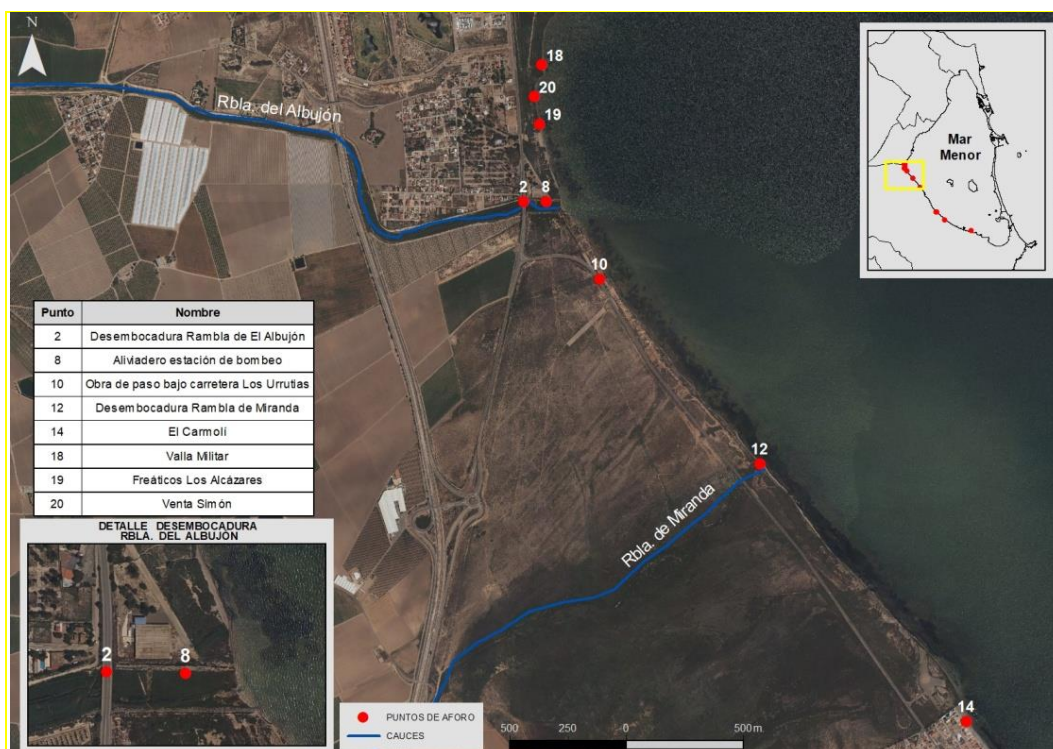 N
18
20
19
Rbla. del Albujón
2
8
10
12
Rbla. de Miranda
14
Mar
Menor
Punto Nombre
2 Desembocadura Rambla de El Albujón
8 Aliviadero estación de bombeo
10 Obra de paso bajo carretera Los Urrutias
12 Desembocadura Rambla de Miranda
14 El Carmolí
18 Valla Militar
19 Freáticos Los Alcázares
20 Venta Simón
DETALLE DESEMBOCADURA
RBLA. DEL ALBUJÓN
2
8
PUNTOS DE AFORO
CAUCES
500 250 0 500 m